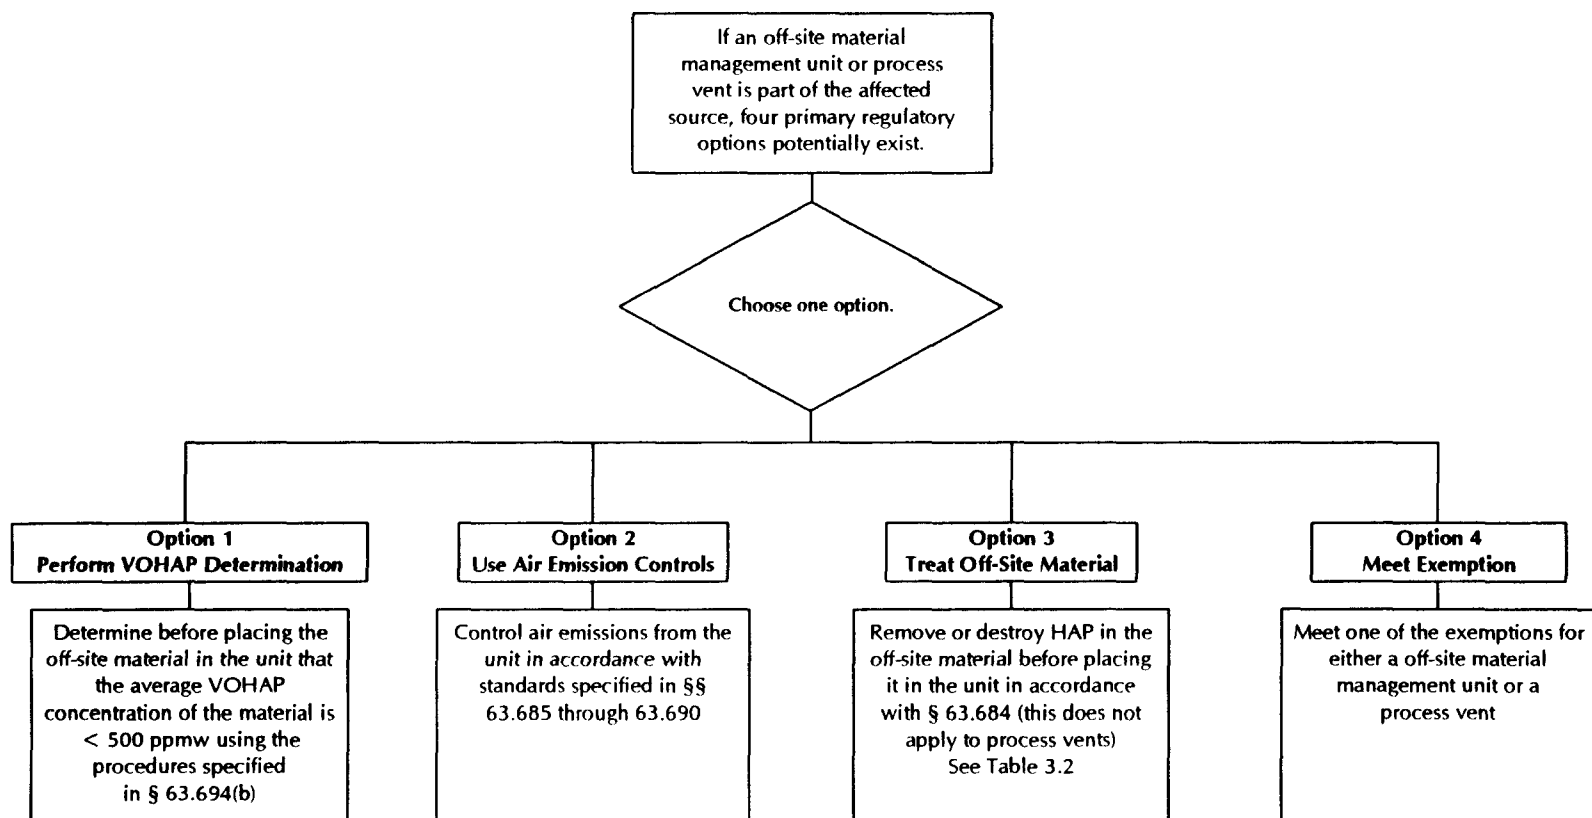 If an off-site material
management unit or process
vent is part of the affected
source, four primary regulatory
options potentially exist.
Choose one option.
Option 1
Perform VOHAP Determination
Determine before placing the
off-site material in the unit that
the average VOHAP
concentration of the material is
< 500 ppmw using the
procedures specified
in § 63.694(b)
Option 2
Use Air Emission Controls
Control air emissions from the
unit in accordance with
standards specified in §§
63.685 through 63.690
Option 3
Treat Off-Site Material
Remove or destroy HAP in the
off-site material before placing
it in the unit in accordance
with § 63.684 (this does not
apply to process vents)
See Table 3.2
Option 4
Meet Exemption
Meet one of the exemptions for
either a off-site material
management unit or a
process vent